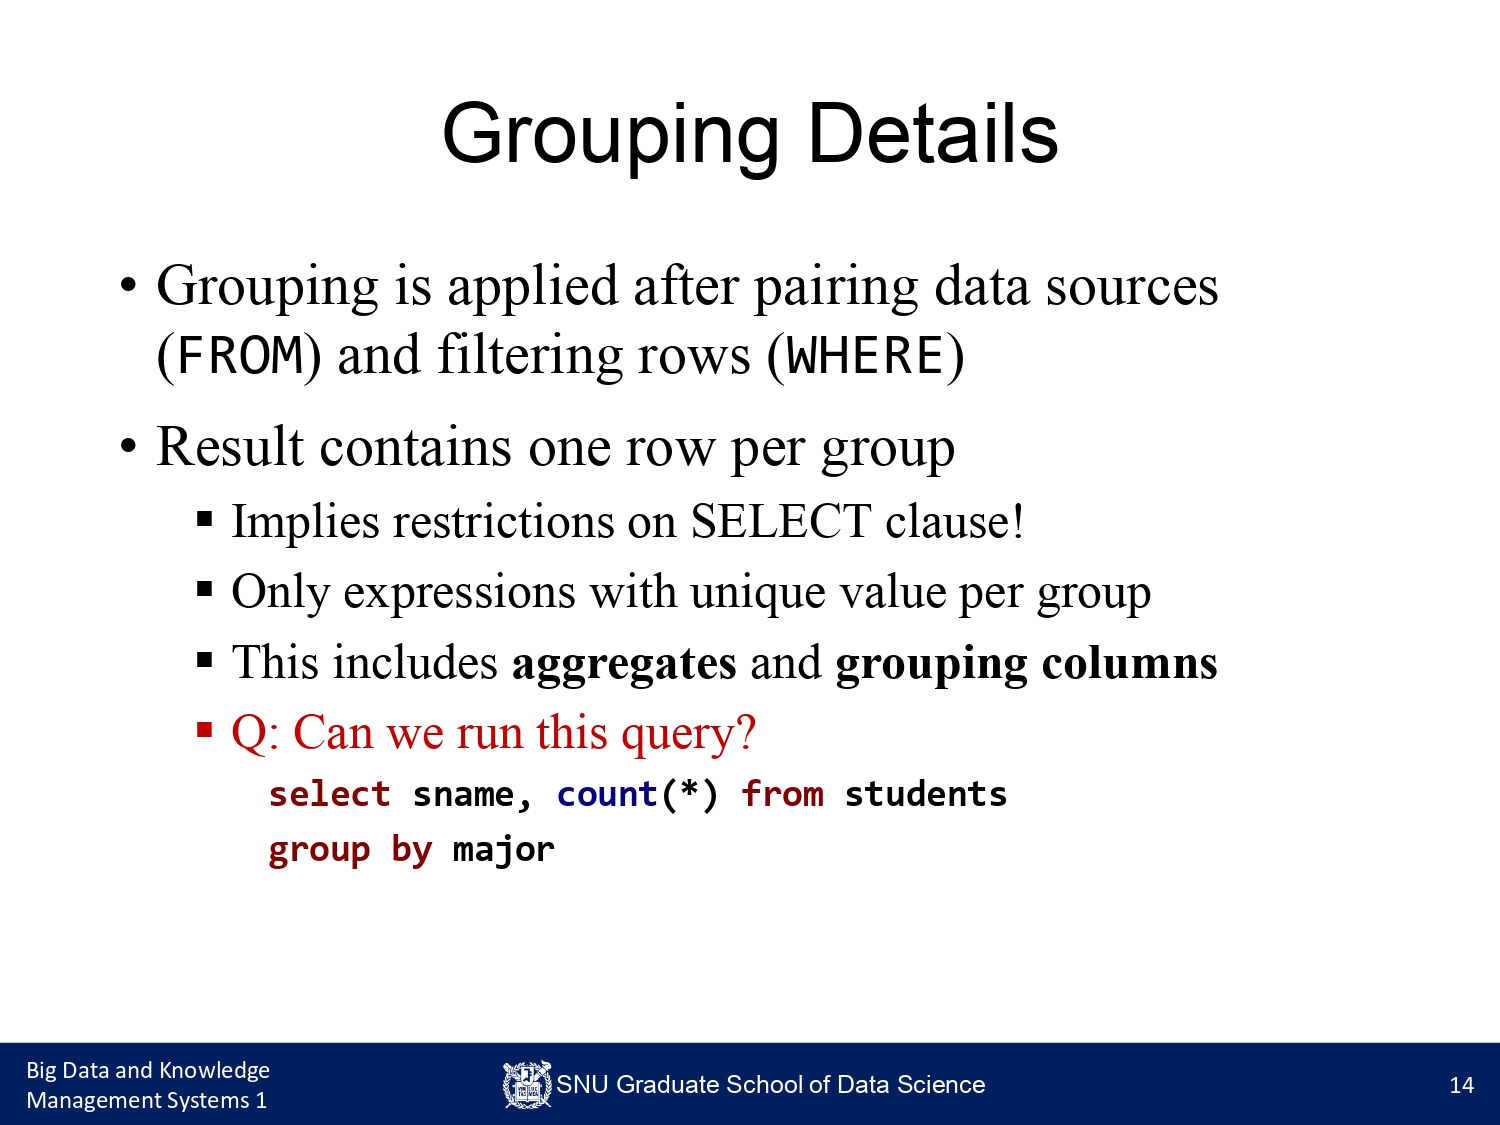 Grouping Details
• Grouping is applied after pairing data sources
(FROM) and filtering rows (WHERE)
• Result contains one row per group
▪ Implies restrictions on SELECT clause!
▪ Only expressions with unique value per group
▪ This includes aggregates and grouping columns
▪ Q: Can we run this query?
select sname, count(*) from students
group by major
Big Data and Knowledge
Management Systems 1
SNU Graduate School of Data Science
14